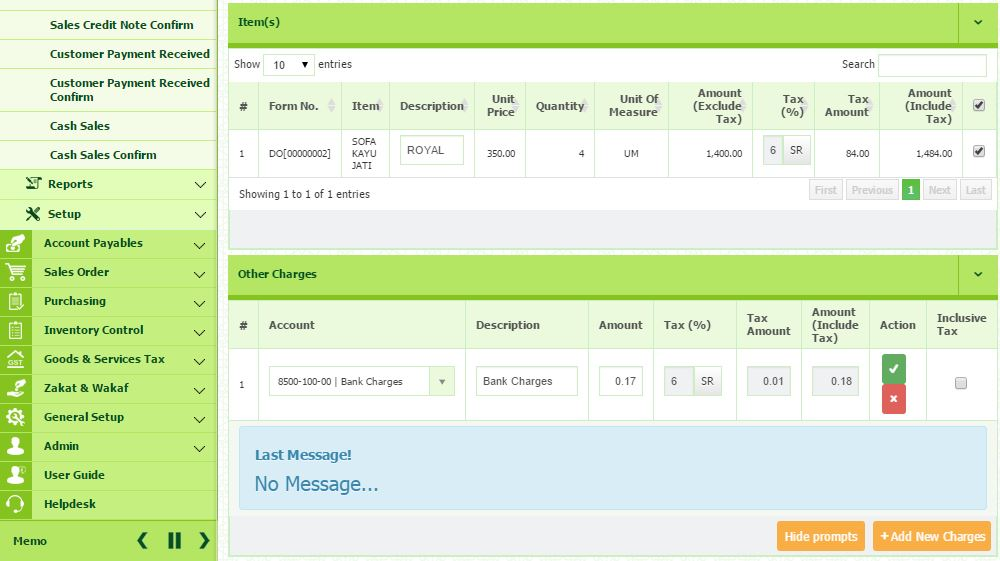 Sales Credit Note Confirm
Customer Payment Received
Customer Payment Received
Confirm
Cash Sales
Cash Sales Confirm
Reports
Setup
Account Payables
Sales Order
Purchasing
Inventory Control
GST
Goods & Services Tax
Zakat & Wakaf
General Setup
Admin
User Guide
Helpdesk
Memo
Item(s)
Show 10 entries Search
# Form No. Item Description Unit Price Quantity Unit Of Measure Amount (Exclude Tax) Tax (%) Tax Amount Amount (Include Tax)
1 DO[00000002] SOFA KAYU JATI ROYAL 350.00 4 UM 1,400.00 6 SR 84.00 1,484.00
Showing 1 to 1 of 1 entries First Previous 1 Next Last
Other Charges
# Account Description Amount Tax (%) Tax Amount Amount (Include Tax) Action Inclusive Tax
1 8500-100-00 | Bank Charges Bank Charges 0.17 6 SR 0.01 0.18
Last Message!
No Message...
Hide prompts +Add New Charges